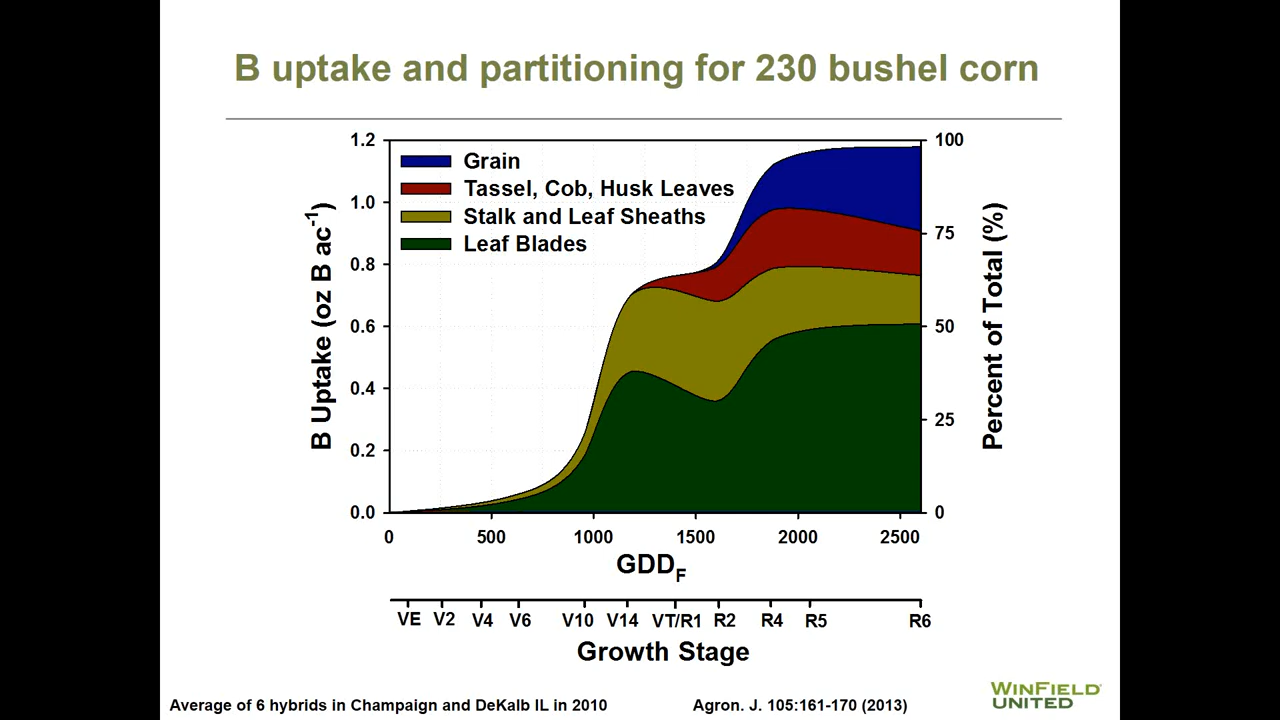 B uptake and partitioning for 230 bushel corn
1.2
1.0
0.8
0.6
0.4
0.2
0.0
B Uptake (oz B ac-1)
Grain
Tassel, Cob, Husk Leaves
Stalk and Leaf Sheaths
Leaf Blades
100
75
50
25
0
Percent of Total (%)
0 500 1000 1500 2000 2500
GDDF
VE V2 V4 V6 V10 V14 VT/R1 R2 R4 R5 R6
Growth Stage
Average of 6 hybrids in Champaign and DeKalb IL in 2010
Agron. J. 105:161-170 (2013)
WINFIELD
UNITED